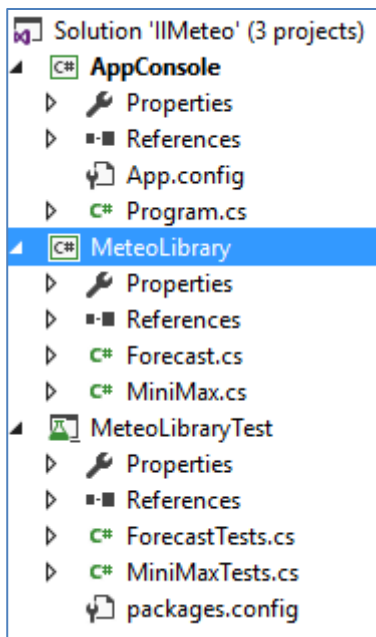 Solution 'IIMeteo' (3 projects)
C# AppConsole
Properties
References
App.config
C# Program.cs
C# MeteoLibrary
Properties
References
C# Forecast.cs
C# MiniMax.cs
MeteoLibraryTest
Properties
References
C# ForecastTests.cs
C# MiniMaxTests.cs
packages.config